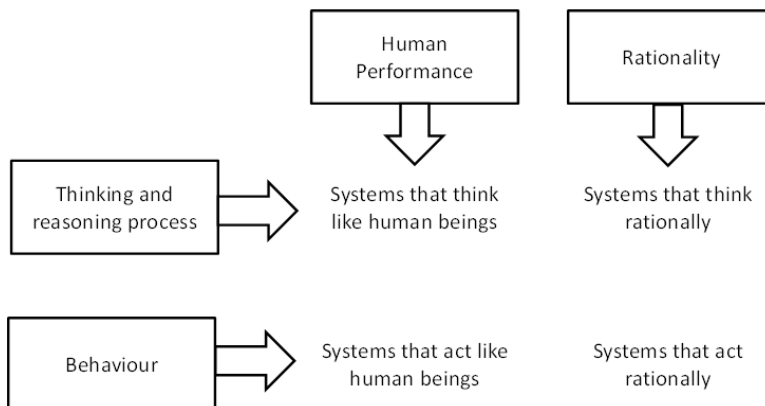 Human
Performance
Rationality
Thinking and
reasoning process
Systems that think
like human beings
Systems that think
rationally
Behaviour
Systems that act like
human beings
Systems that act
rationally